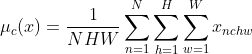 μ_c(x) = \frac{1}{NHW} \sum_{n=1}^{N} \sum_{h=1}^{H} \sum_{w=1}^{W} x_{nchw}